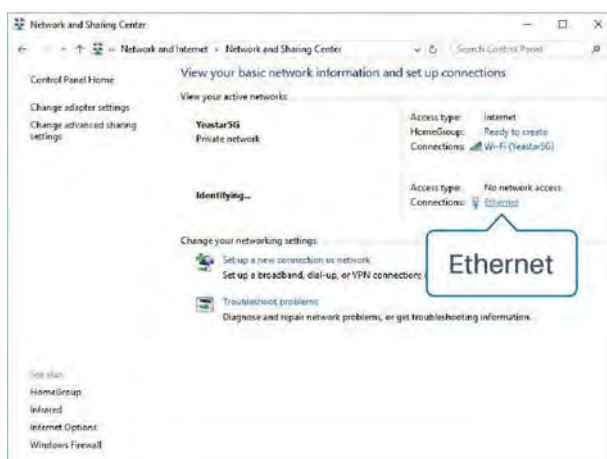 Network and Sharing Center
Network and Internet > Network and Sharing Center
Search Control Panel
Control Panel Home
Change adapter settings
Change advanced sharing
settings
View your basic network information and set up connections
View your active networks
Yeastar5G
Private network
Access type: Internet
HomeGroup: Ready to create
Connections: Wi-Fi (Yeastar5G)
Identifying...
Access type: No network access
Connections: Ethernet
Ethernet
Change your networking settings
Set up a new connection or network
Set up a broadband, dial-up, or VPN connection;
Troubleshoot problems
Diagnose and repair network problems, or get troubleshooting information.
See also
HomeGroup
Infrared
Internet Options
Windows Firewall